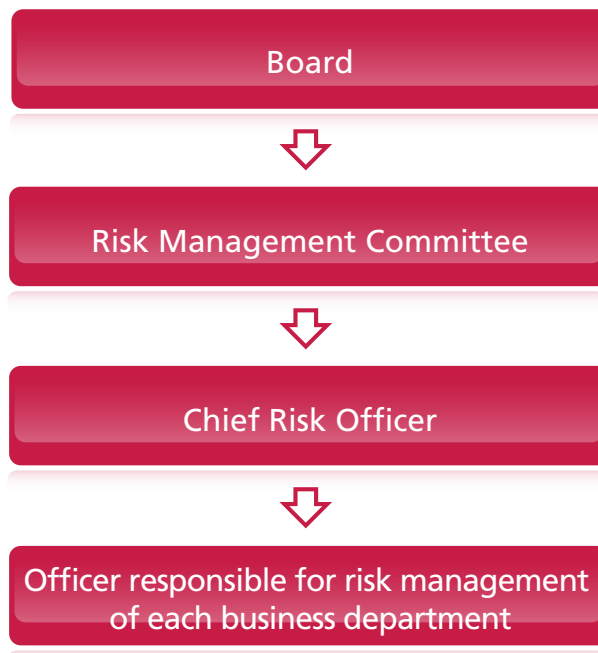 Board
Risk Management Committee
Chief Risk Officer
Officer responsible for risk management
of each business department